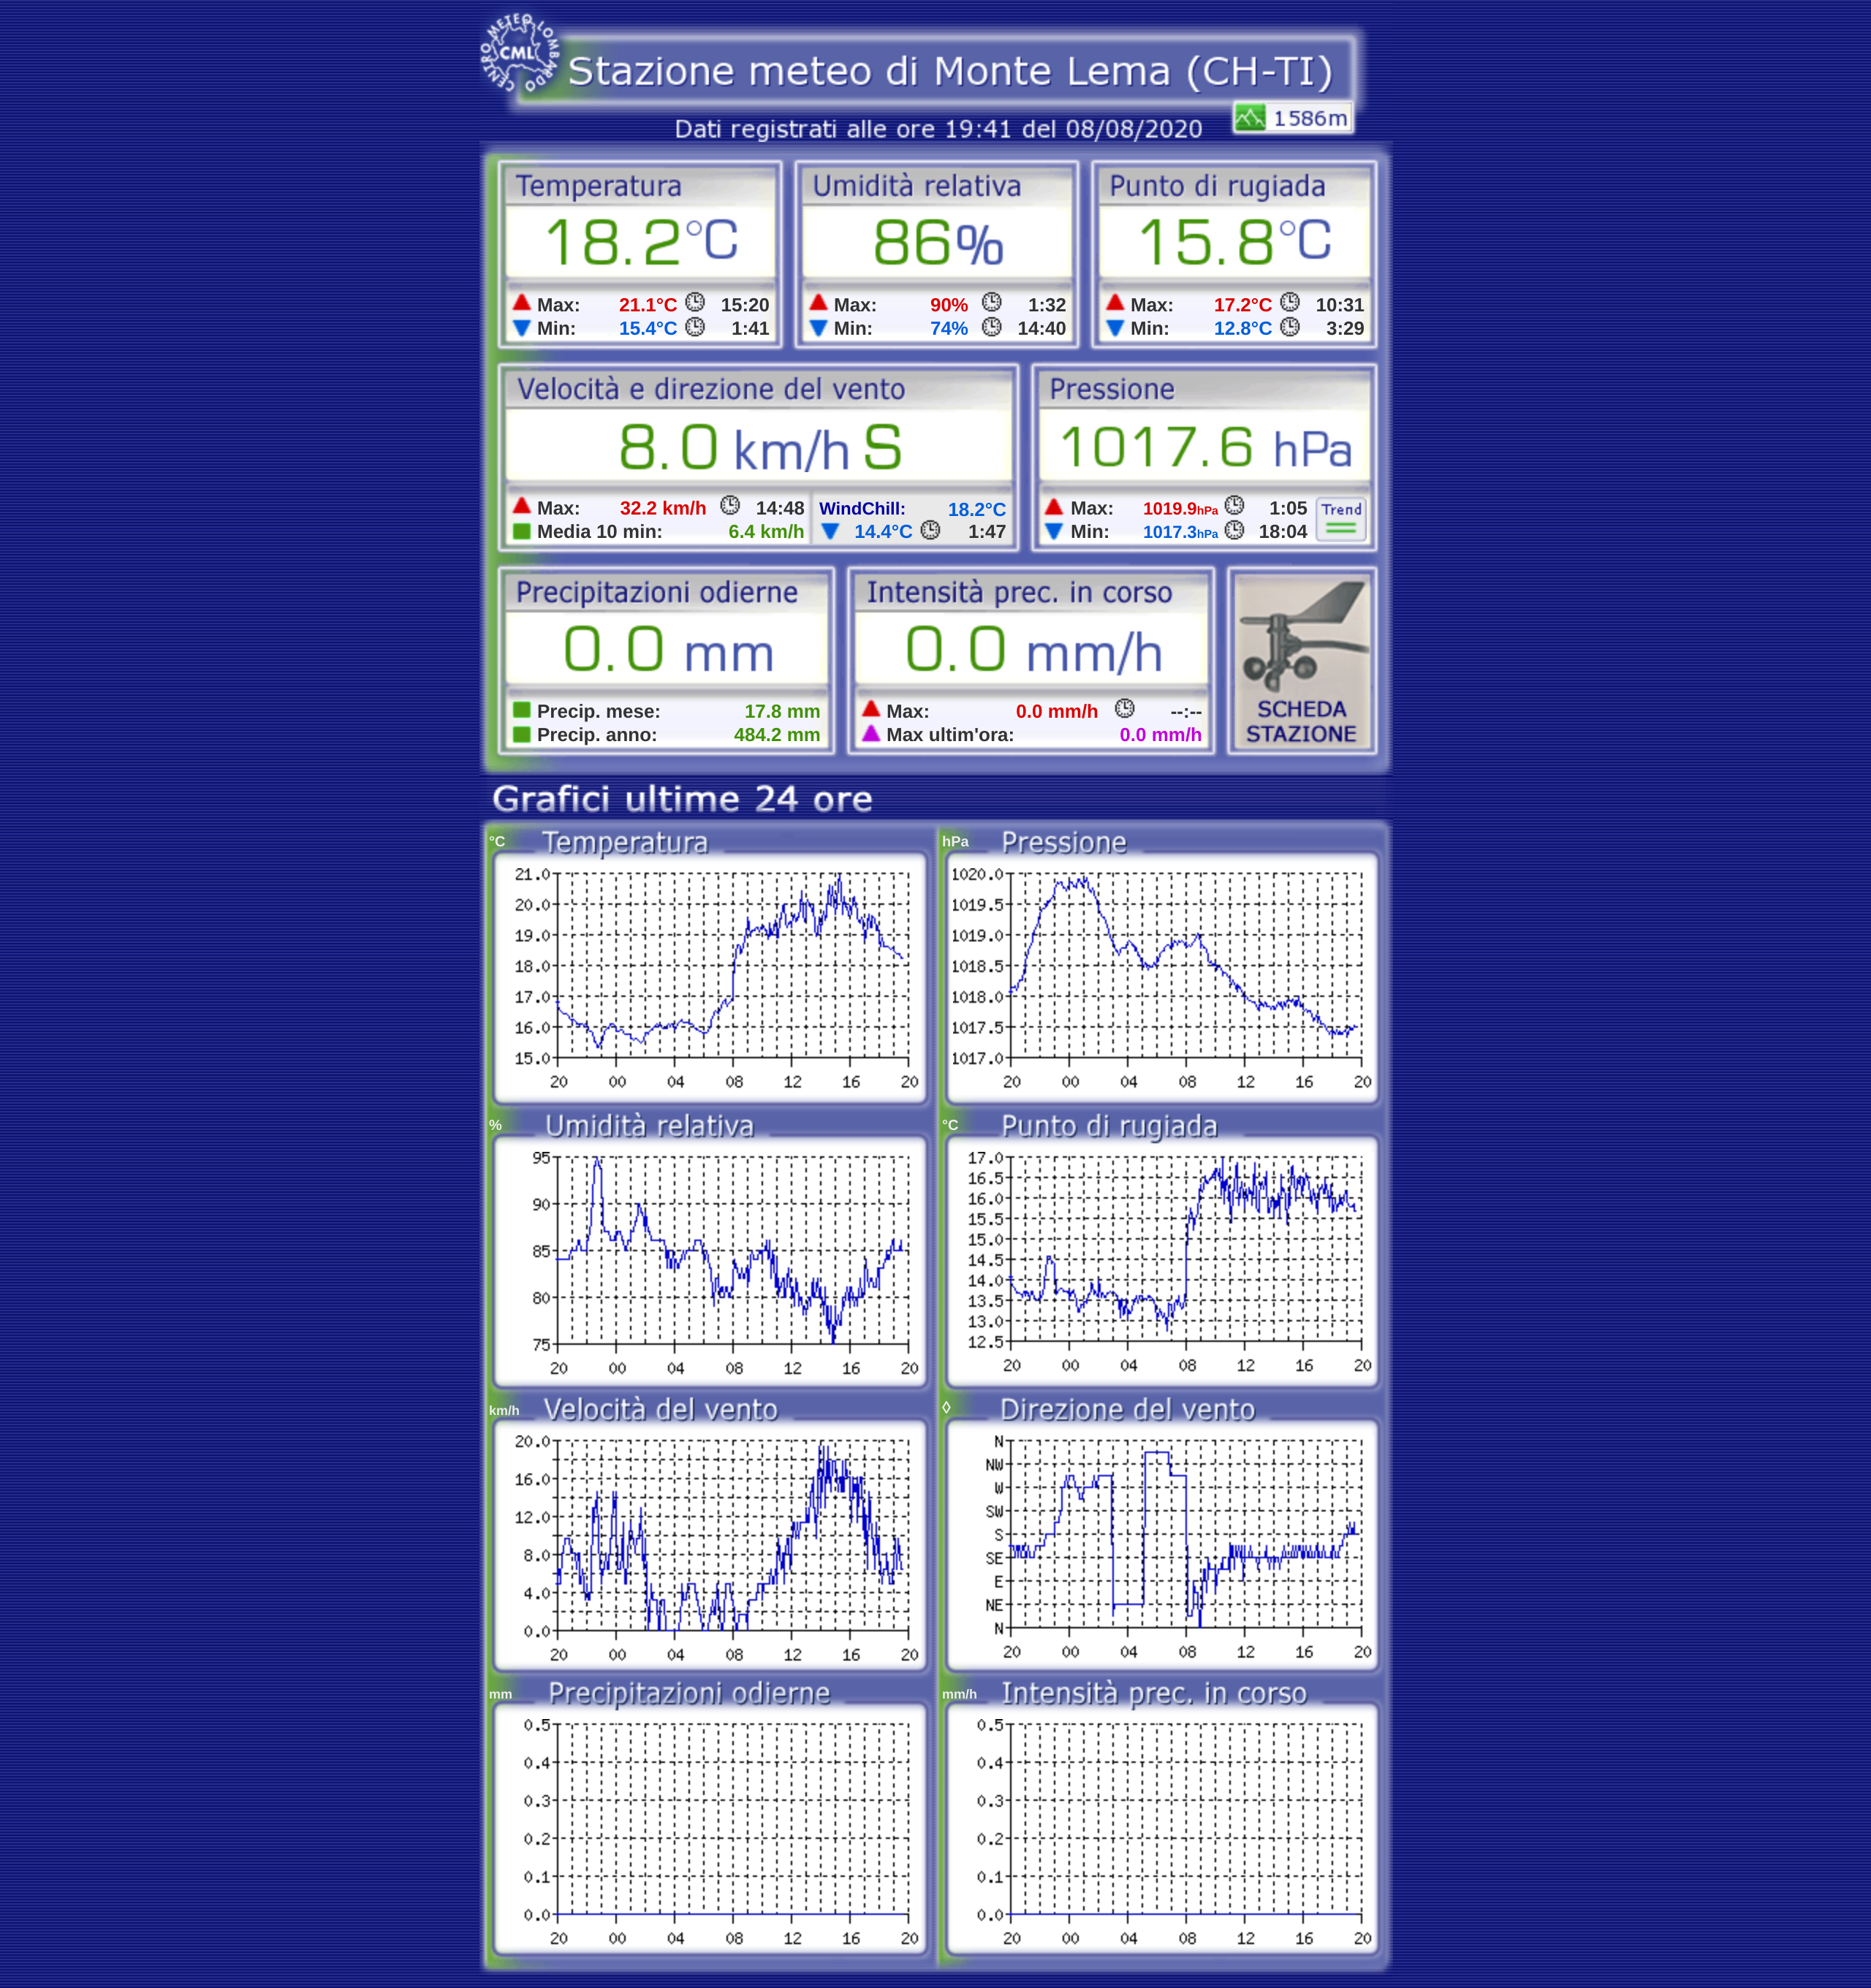 CENTRO METEO LOMBARDO
CML
Stazione meteo di Monte Lema (CH-TI)
1586m
Dati registrati alle ore 19:41 del 08/08/2020
Temperatura
18.2°C
Max: 21.1°C 15:20
Min: 15.4°C 1:41
Umidità relativa
86%
Max: 90% 1:32
Min: 74% 14:40
Punto di rugiada
15.8°C
Max: 17.2°C 10:31
Min: 12.8°C 3:29
Velocità e direzione del vento
8.0 km/h S
Max: 32.2 km/h 14:48
Media 10 min: 6.4 km/h
WindChill: 18.2°C
14.4°C 1:47
Pressione
1017.6 hPa
Max: 1019.9hPa 1:05
Min: 1017.3hPa 18:04
Trend
Precipitazioni odierne
0.0 mm
Precip. mese: 17.8 mm
Precip. anno: 484.2 mm
Intensità prec. in corso
0.0 mm/h
Max: 0.0 mm/h --:--
Max ultim'ora: 0.0 mm/h
SCHEDA
STAZIONE
Grafici ultime 24 ore
°C Temperatura
21.0
20.0
19.0
18.0
17.0
16.0
15.0
20 00 04 08 12 16 20
hPa Pressione
1020.0
1019.5
1019.0
1018.5
1018.0
1017.5
1017.0
20 00 04 08 12 16 20
% Umidità relativa
95
90
85
80
75
20 00 04 08 12 16 20
°C Punto di rugiada
17.0
16.5
16.0
15.5
15.0
14.5
14.0
13.5
13.0
12.5
20 00 04 08 12 16 20
km/h Velocità del vento
20.0
16.0
12.0
8.0
4.0
0.0
20 00 04 08 12 16 20
◊ Direzione del vento
N
NW
W
SW
S
SE
E
NE
N
20 00 04 08 12 16 20
mm Precipitazioni odierne
0.5
0.4
0.3
0.2
0.1
0.0
20 00 04 08 12 16 20
mm/h Intensità prec. in corso
0.5
0.4
0.3
0.2
0.1
0.0
20 00 04 08 12 16 20